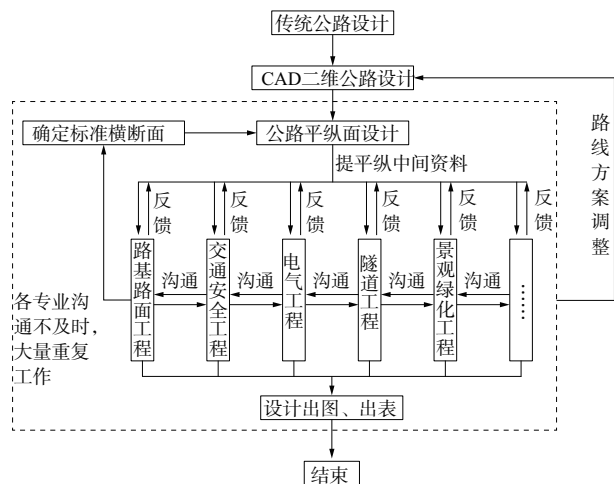 传统公路设计
CAD二维公路设计
确定标准横断面
公路平纵面设计
提平纵中间资料
路线方案调整
反馈
反馈
反馈
反馈
反馈
反馈
路基路面工程
沟通
交通安全工程
沟通
电气工程
沟通
隧道工程
沟通
景观绿化工程
沟通
……
各专业沟
通不及时，
大量重复
工作
设计出图、出表
结束